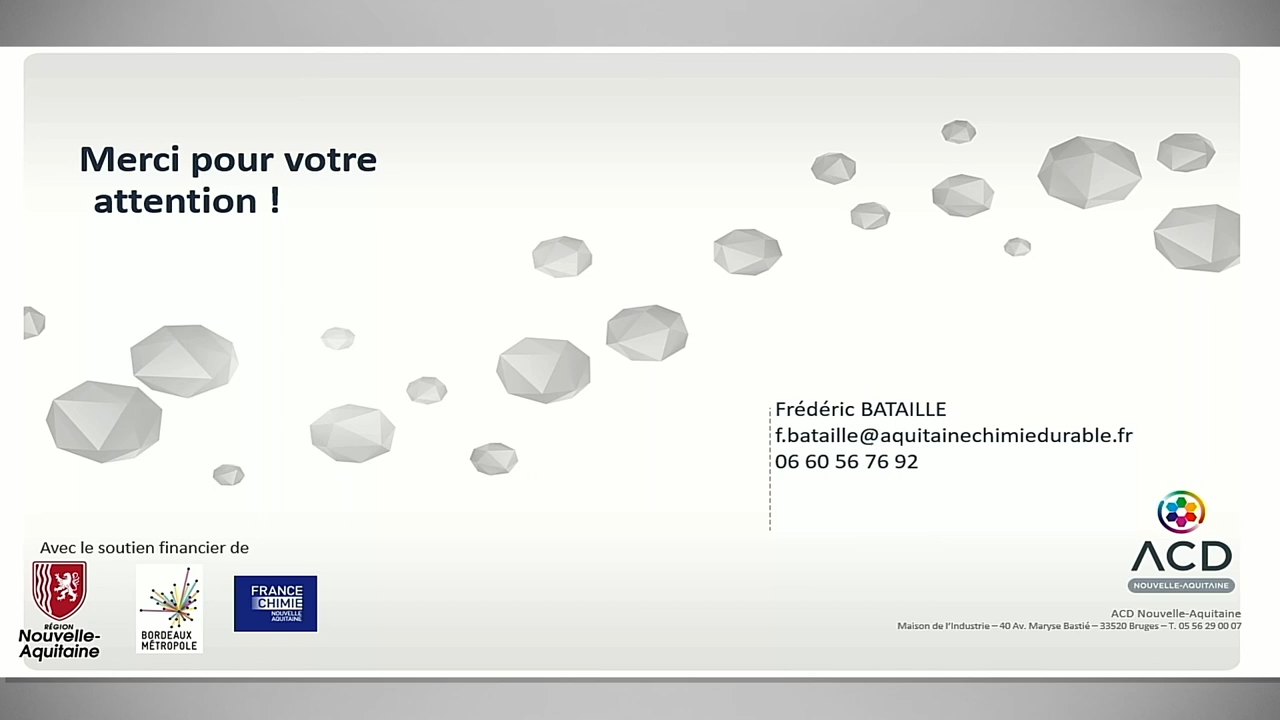 Merci pour votre
attention !
Frédéric BATAILLE
f.bataille@aquitainechimiedurable.fr
06 60 56 76 92
Avec le soutien financier de
RÉGION
Nouvelle-
Aquitaine
BORDEAUX
MÉTROPOLE
FRANCE
CHIMIE
NOUVELLE
AQUITAINE
ACD
NOUVELLE-AQUITAINE
ACD Nouvelle-Aquitaine
Maison de l'Industrie – 40 Av. Maryse Bastié – 33520 Bruges – T. 05 56 29 00 07